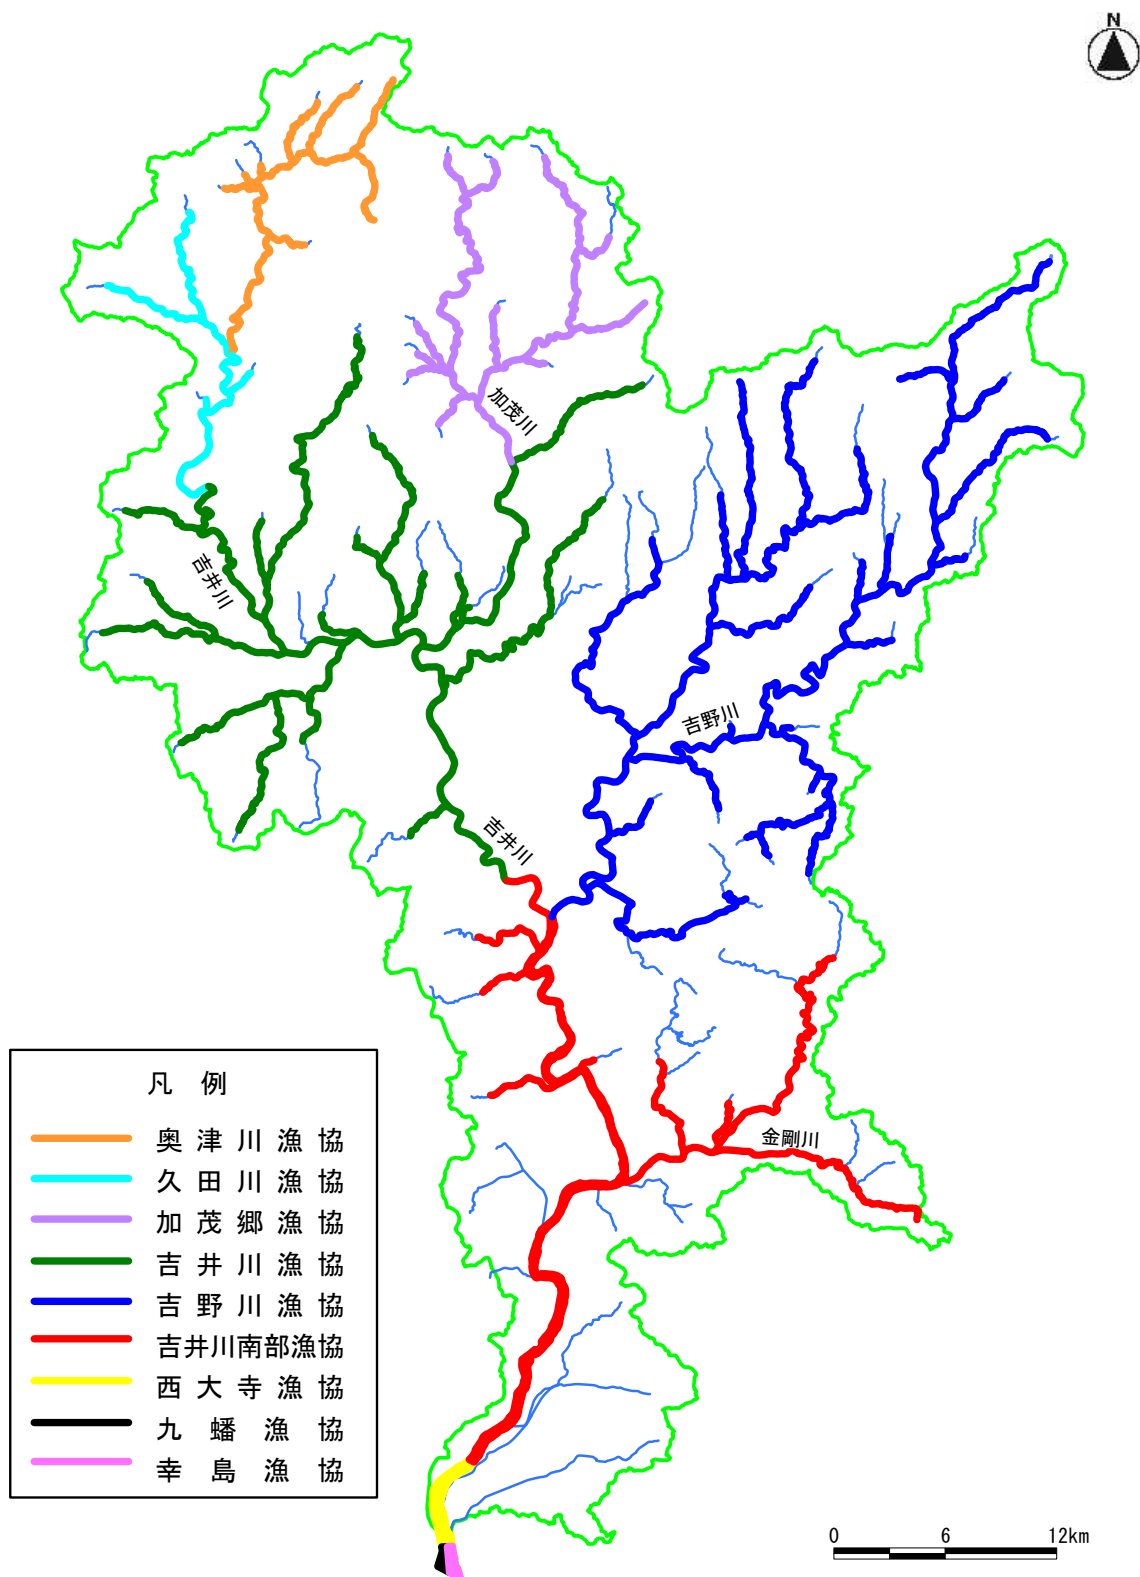 N
加茂川
吉井川
吉野川
吉井川
金剛川
凡 例
奥津川漁協
久田川漁協
加茂郷漁協
吉井川漁協
吉野川漁協
吉井川南部漁協
西大寺漁協
九蟠漁協
幸島漁協
0 6 12km